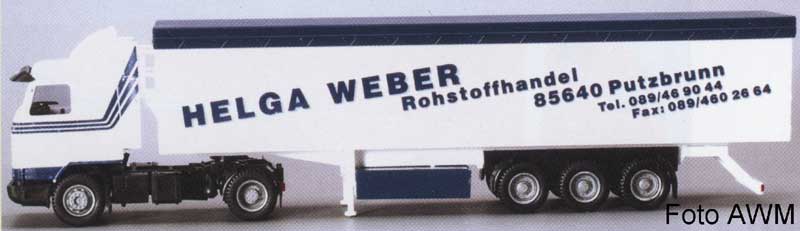 HELGA WEBER
Rohstoffhandel
85640 Putzbrunn
Tel. 089/46 90 44
Fax: 089/460 26 64
Foto AWM